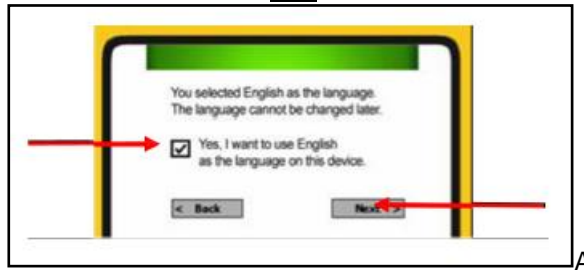 You selected English as the language.
The language cannot be changed later.
Yes, I want to use English
as the language on this device.
< Back
Next >
A